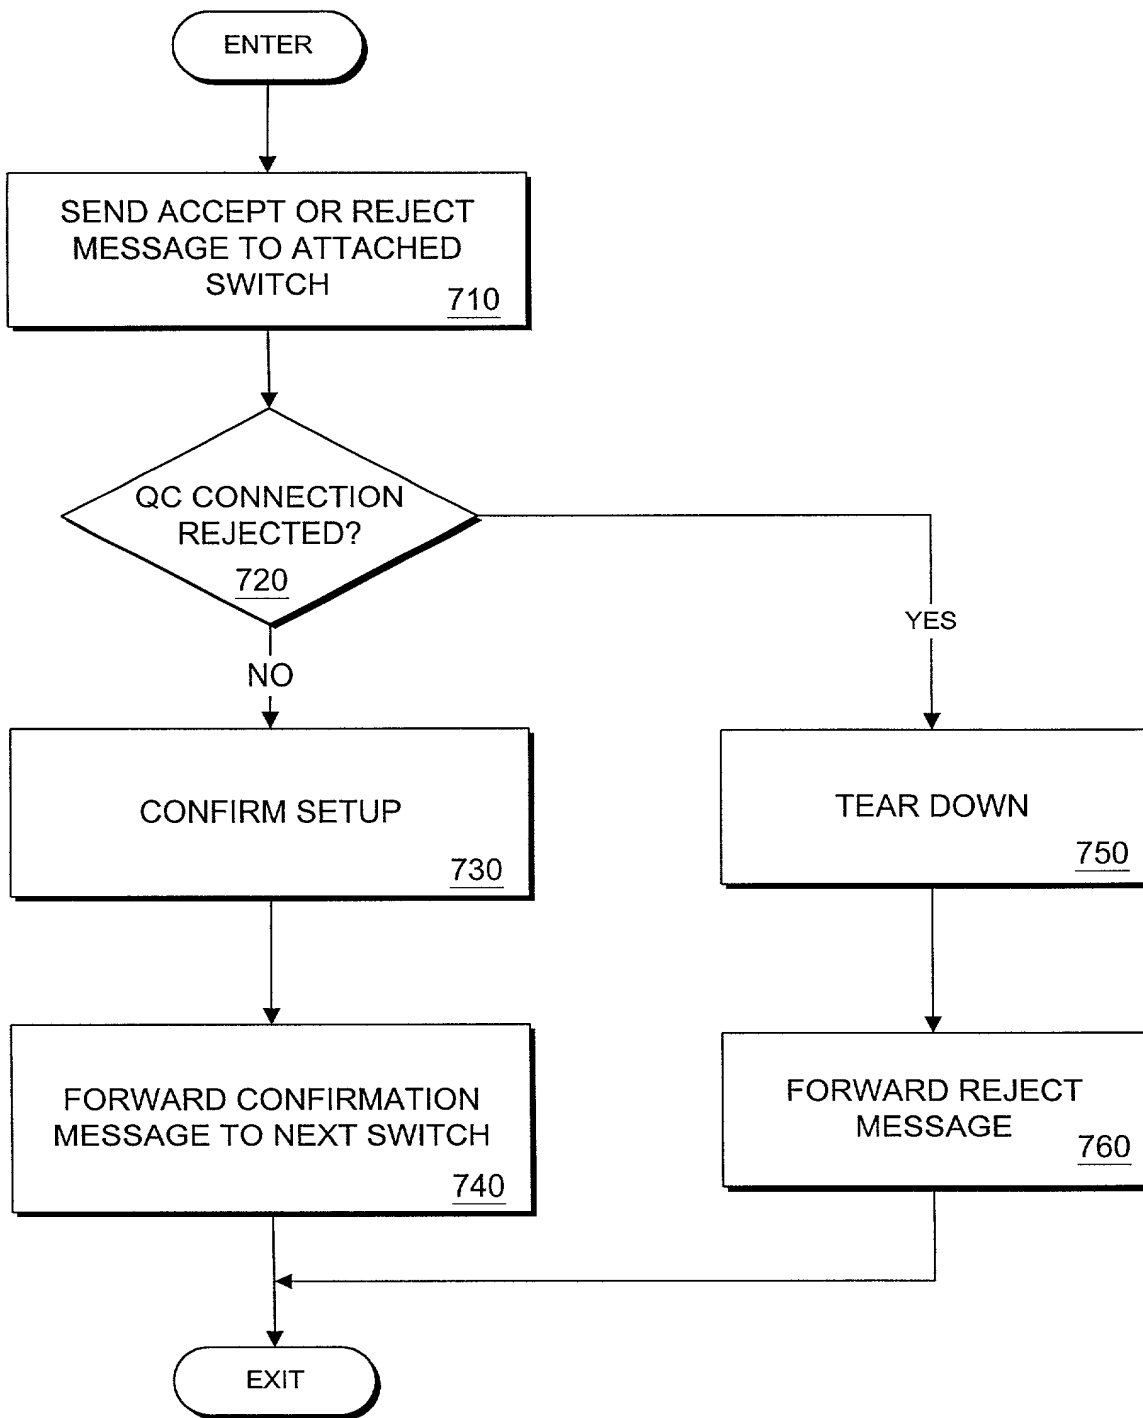 ENTER
SEND ACCEPT OR REJECT
MESSAGE TO ATTACHED
SWITCH
710
QC CONNECTION
REJECTED?
720
YES
NO
CONFIRM SETUP
730
TEAR DOWN
750
FORWARD CONFIRMATION
MESSAGE TO NEXT SWITCH
740
FORWARD REJECT
MESSAGE
760
EXIT